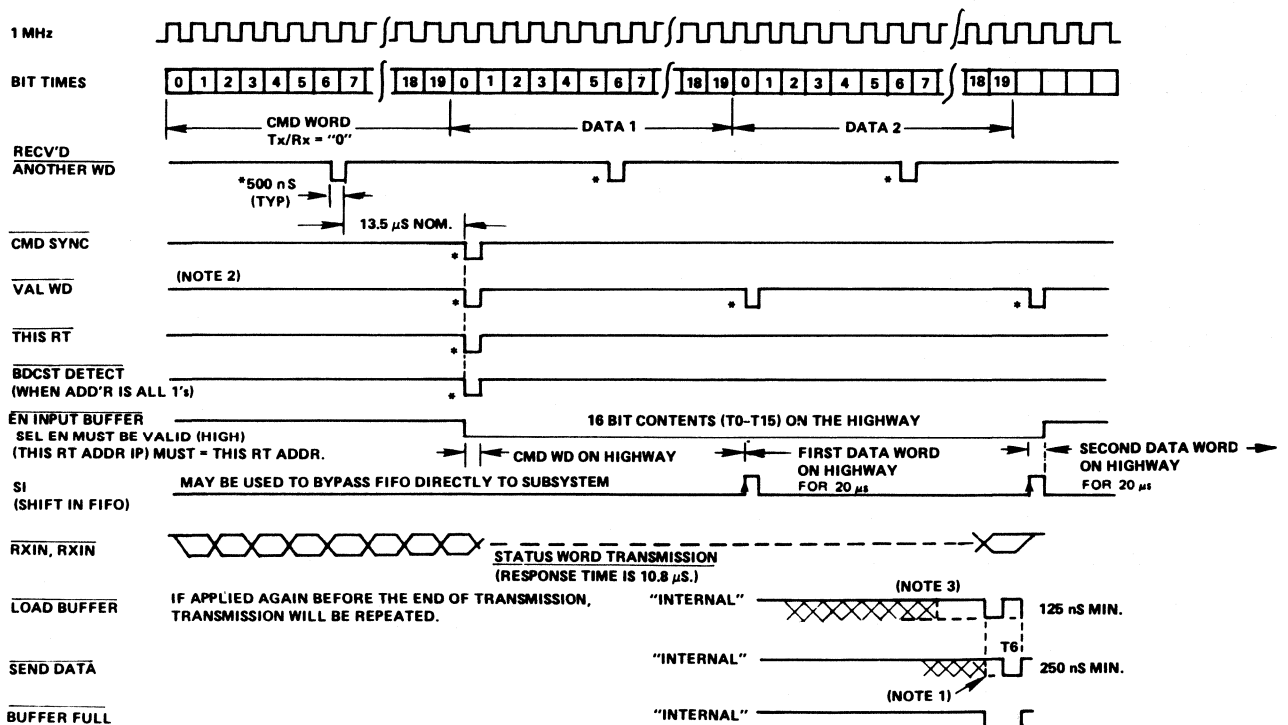 1 MHz
BIT TIMES
0 1 2 3 4 5 6 7 18 19 0 1 2 3 4 5 6 7 18 19 0 1 2 3 4 5 6 7 18 19
CMD WORD
Tx/Rx = "0"
DATA 1
DATA 2
RECV'D
ANOTHER WD
*500 nS
(TYP)
*
*
13.5 µS NOM.
CMD SYNC
*
(NOTE 2)
VAL WD
*
*
*
THIS RT
*
BDCST DETECT
(WHEN ADD'R IS ALL 1's)
*
EN INPUT BUFFER
SEL EN MUST BE VALID (HIGH)
(THIS RT ADDR IP) MUST = THIS RT ADDR.
16 BIT CONTENTS (T0–T15) ON THE HIGHWAY
CMD WD ON HIGHWAY
FIRST DATA WORD
ON HIGHWAY
FOR 20 µs
SECOND DATA WORD
ON HIGHWAY
FOR 20 µs
SI
(SHIFT IN FIFO)
MAY BE USED TO BYPASS FIFO DIRECTLY TO SUBSYSTEM
RXIN, RXIN
STATUS WORD TRANSMISSION
(RESPONSE TIME IS 10.8 µS.)
LOAD BUFFER
IF APPLIED AGAIN BEFORE THE END OF TRANSMISSION,
TRANSMISSION WILL BE REPEATED.
"INTERNAL"
(NOTE 3)
125 nS MIN.
SEND DATA
"INTERNAL"
T6
250 nS MIN.
(NOTE 1)
BUFFER FULL
"INTERNAL"